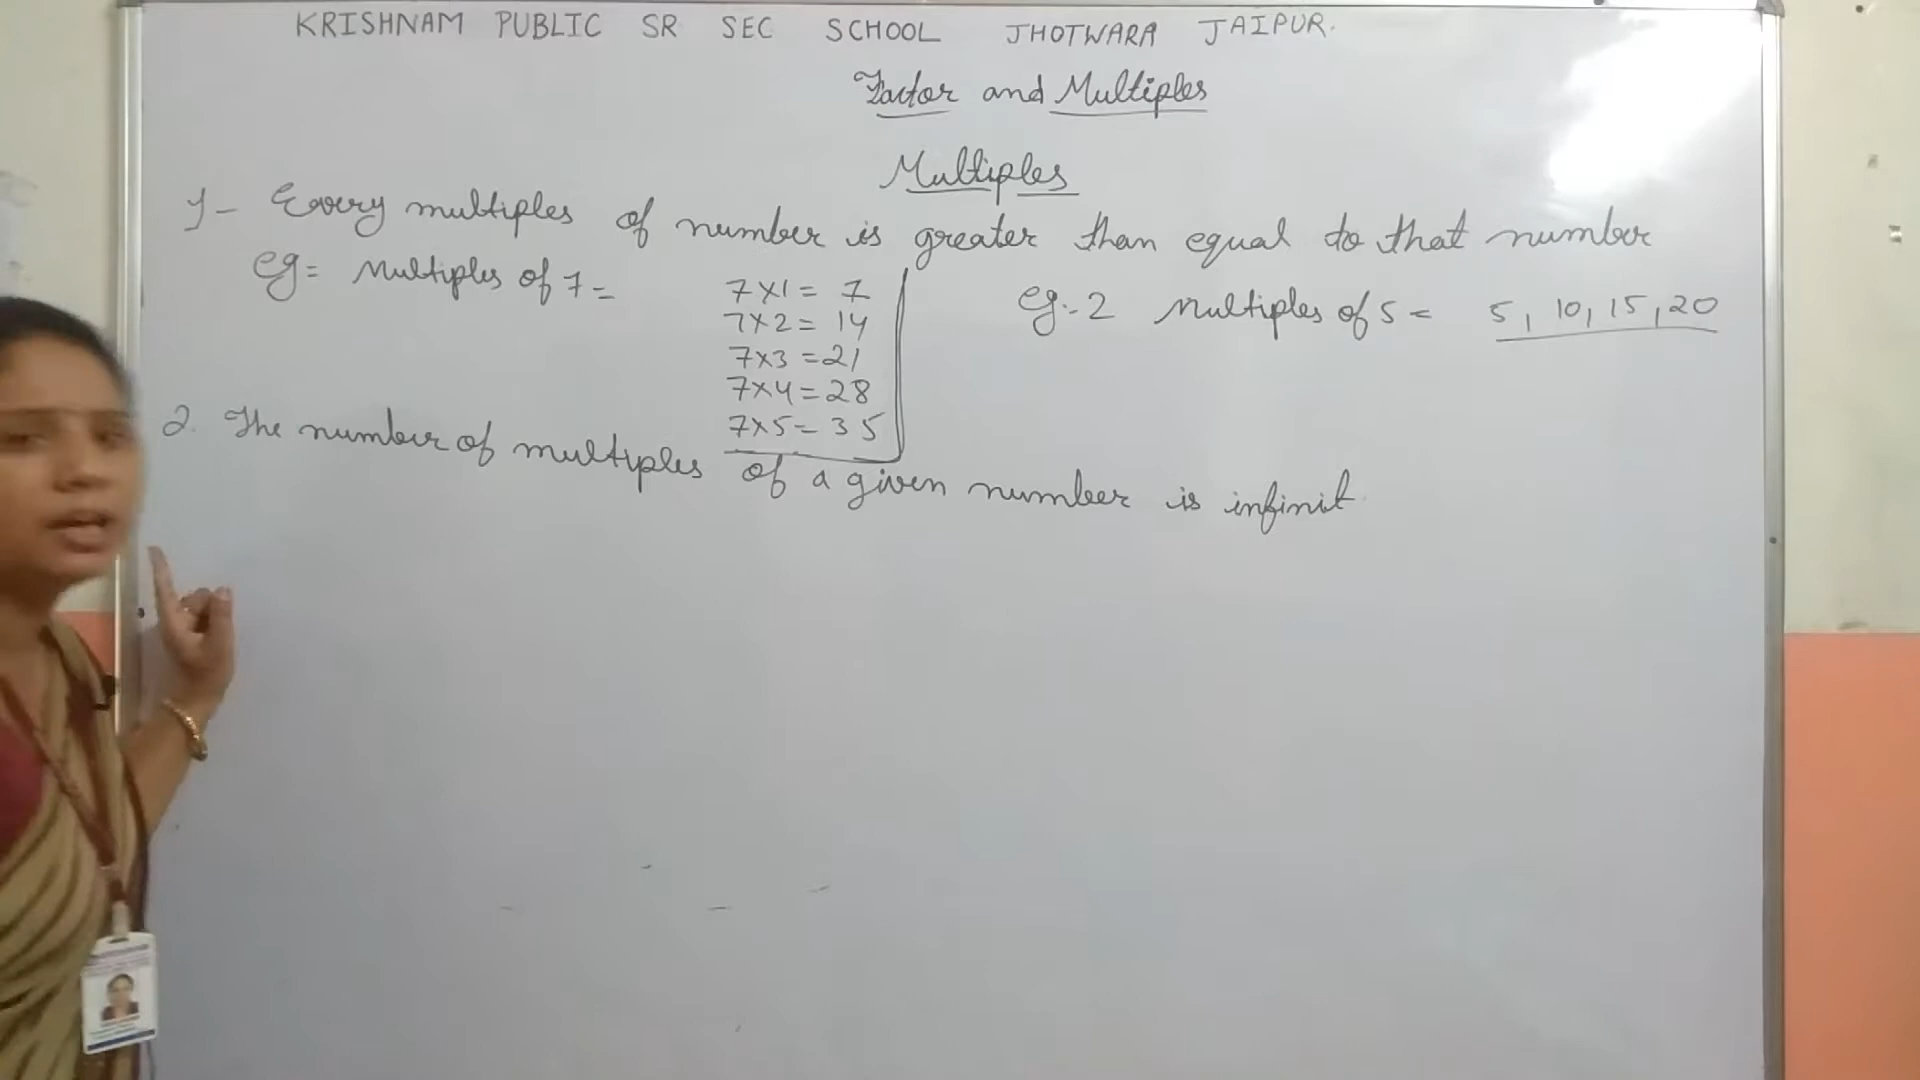 KRISHNAM PUBLIC SR SEC SCHOOL JHOTWARA JAIPUR.
Factor and Multiples
Multiples
1- Every multiples of number is greater than equal to that number
eg= Multiples of 7=
7×1= 7
7×2= 14
7×3=21
7×4=28
7×5=35
eg:-2 Multiples of 5= 5, 10, 15, 20
2. The number of multiples of a given number is infinit